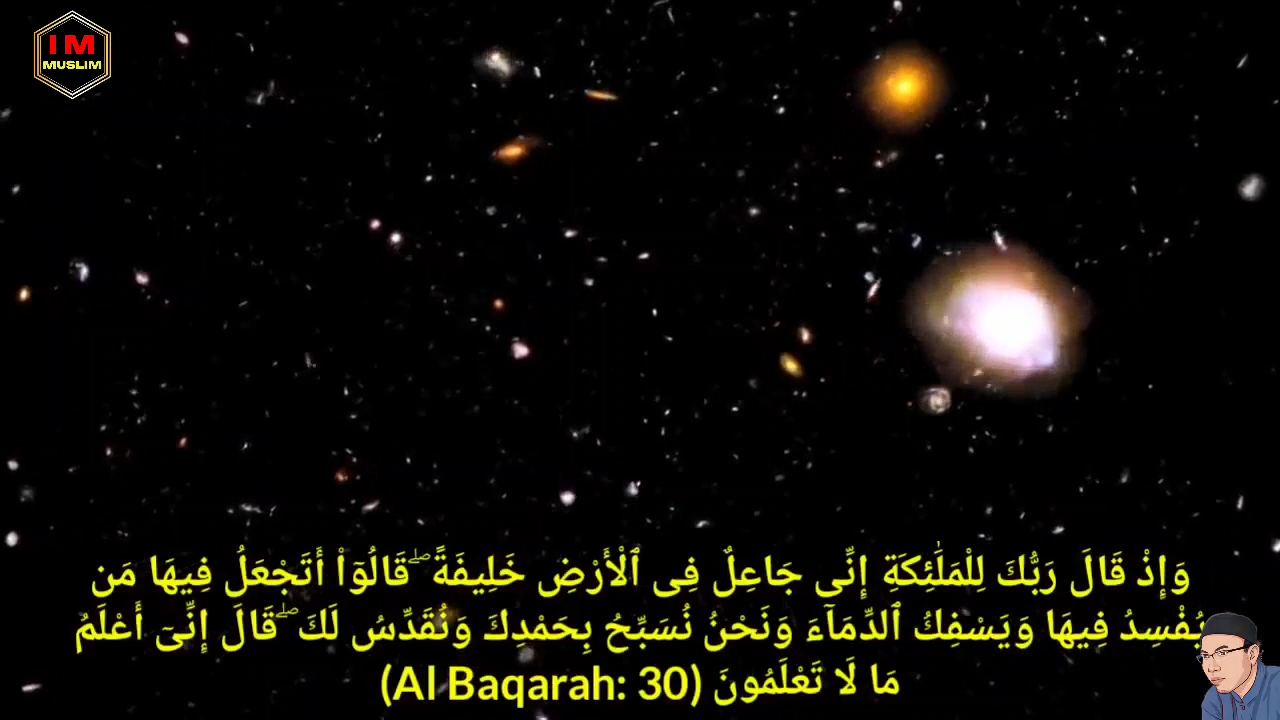 I M
MUSLIM
وَإِذْ قَالَ رَبُّكَ لِلْمَلَٰٓئِكَةِ إِنِّى جَاعِلٌ فِى ٱلْأَرْضِ خَلِيفَةً ۖ قَالُوٓا۟ أَتَجْعَلُ فِيهَا مَن
يُفْسِدُ فِيهَا وَيَسْفِكُ ٱلدِّمَآءَ وَنَحْنُ نُسَبِّحُ بِحَمْدِكَ وَنُقَدِّسُ لَكَ ۖ قَالَ إِنِّىٓ أَعْلَمُ
مَا لَا تَعْلَمُونَ (Al Baqarah: 30)